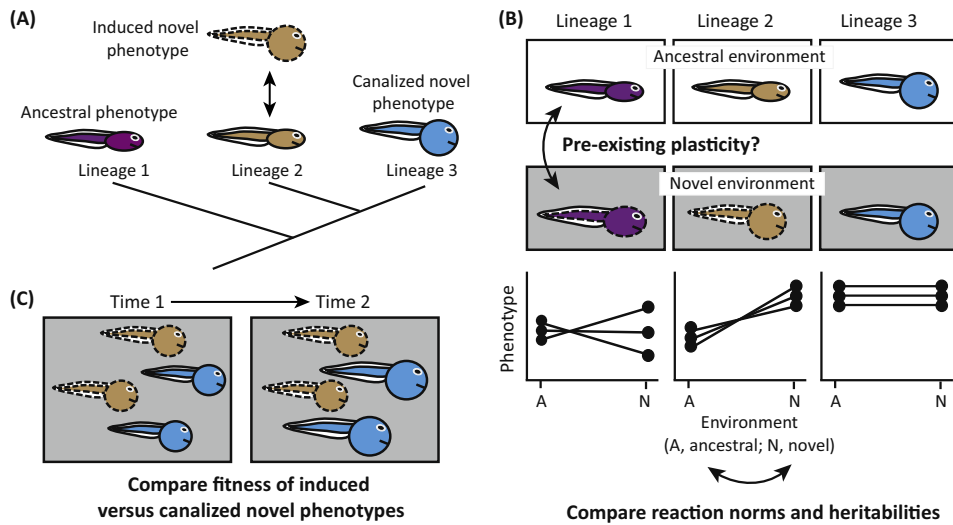 (A)
Induced novel
phenotype
Canalized novel
phenotype
Ancestral phenotype
Lineage 1
Lineage 2
Lineage 3
(B)
Lineage 1
Lineage 2
Lineage 3
Ancestral environment
Pre-existing plasticity?
Novel environment
Phenotype
A
N
A
N
A
N
Environment
(A, ancestral; N, novel)
Compare reaction norms and heritabilities
(C)
Time 1
Time 2
Compare fitness of induced
versus canalized novel phenotypes